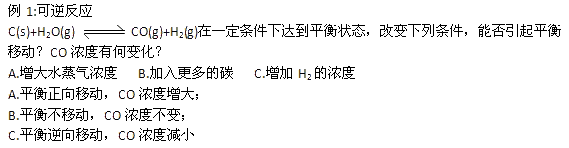 例 1:可逆反应
C(s)+H₂O(g) ⇌ CO(g)+H₂(g)在一定条件下达到平衡状态，改变下列条件，能否引起平衡
移动？CO 浓度有何变化？
A.增大水蒸气浓度 B.加入更多的碳 C.增加 H₂的浓度
A.平衡正向移动，CO 浓度增大；
B.平衡不移动，CO 浓度不变；
C.平衡逆向移动，CO 浓度减小